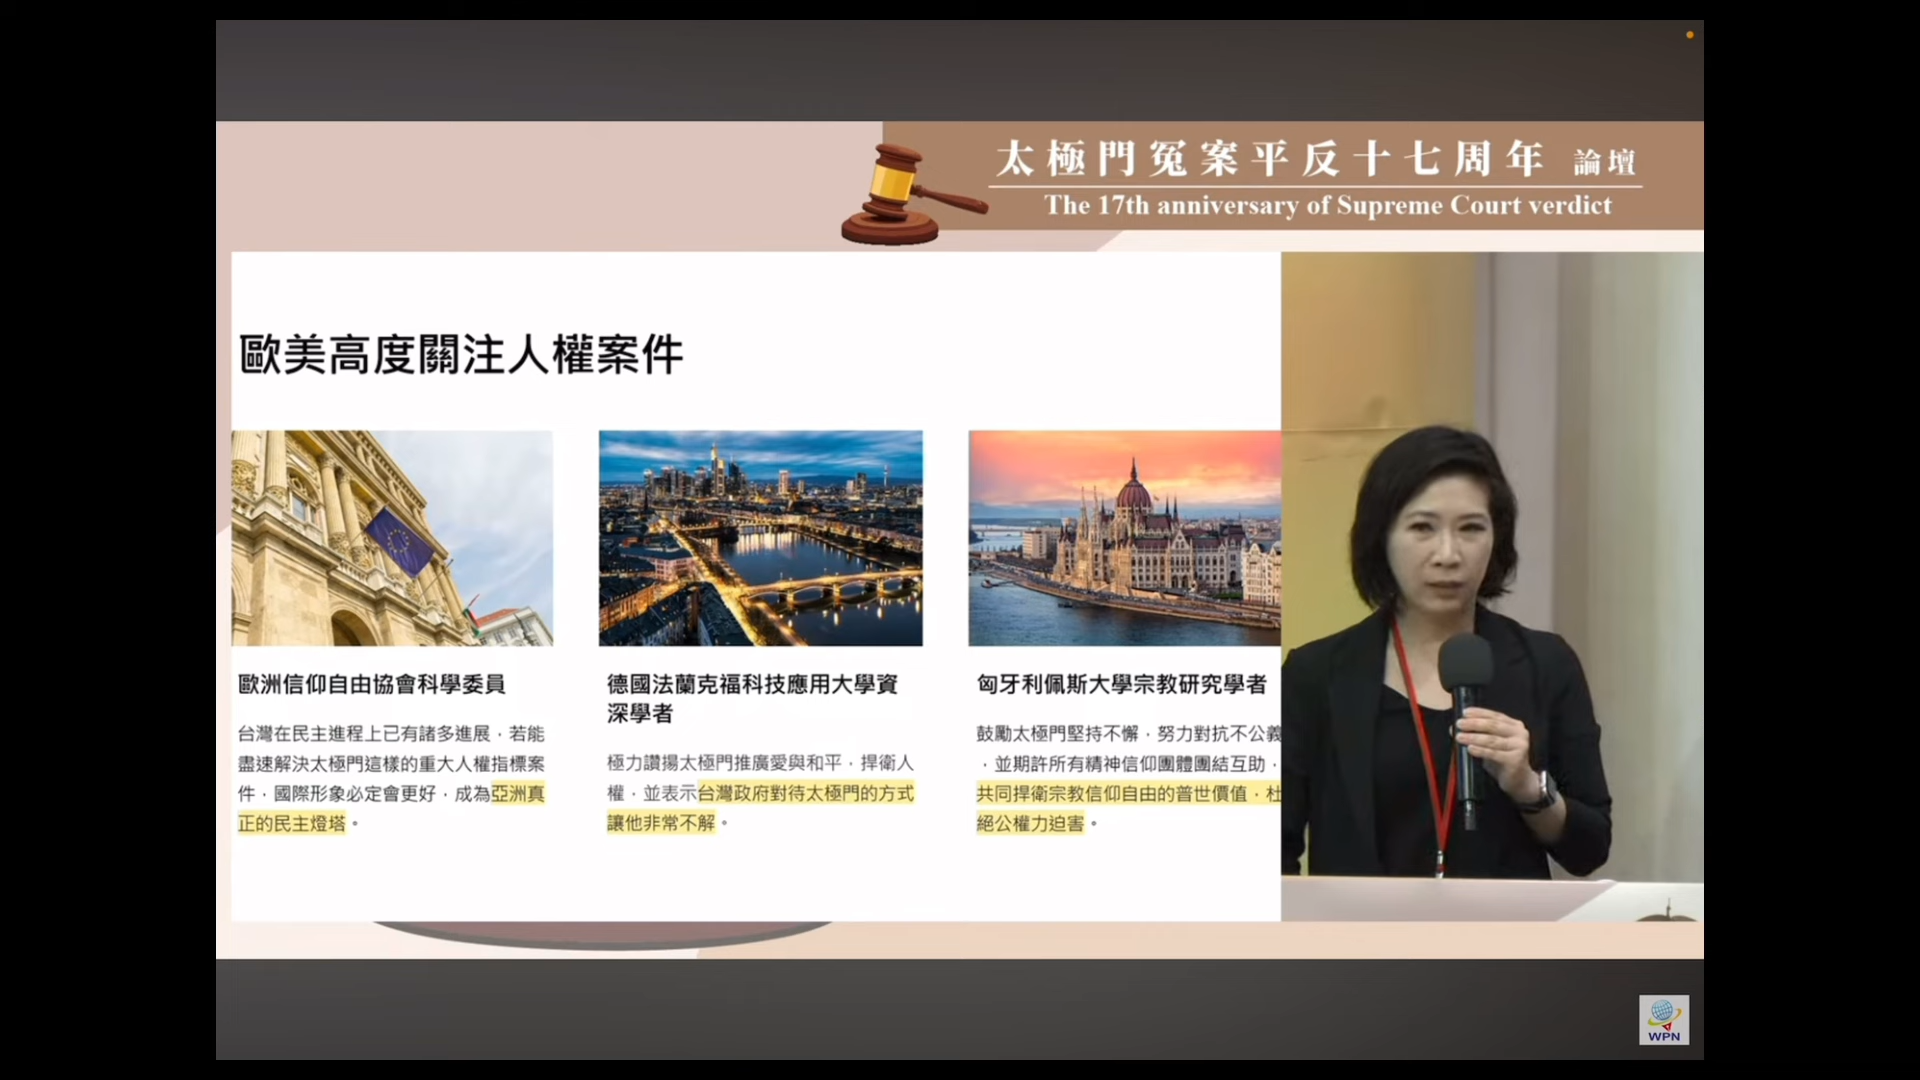 太極門冤案平反十七周年 論壇
The 17th anniversary of Supreme Court verdict
歐美高度關注人權案件
歐洲信仰自由協會科學委員
台灣在民主進程上已有諸多進展，若能
盡速解決太極門這樣的重大人權指標案
件，國際形象必定會更好，成為亞洲真
正的民主燈塔。
德國法蘭克福科技應用大學資
深學者
極力讚揚太極門推廣愛與和平，捍衛人
權，並表示台灣政府對待太極門的方式
讓他非常不解。
匈牙利佩斯大學宗教研究學者
鼓勵太極門堅持不懈，努力對抗不公義
，並期許所有精神信仰團體團結互助，
共同捍衛宗教信仰自由的普世價值，杜
絕公權力迫害。
WPN